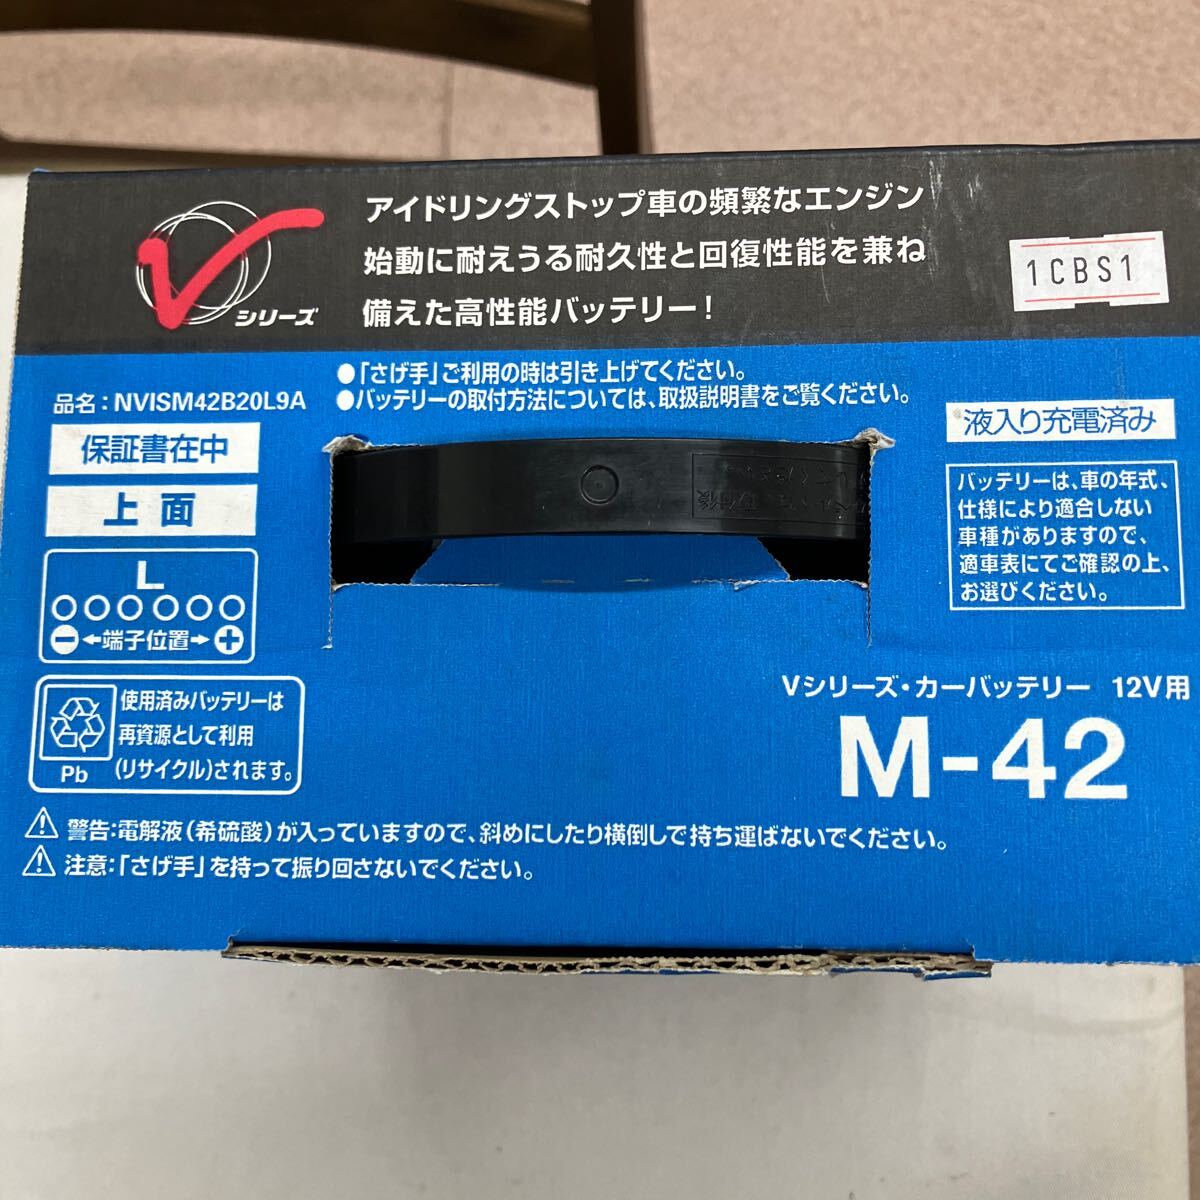 アイドリングストップ車の頻繁なエンジン
始動に耐えうる耐久性と回復性能を兼ね
備えた高性能バッテリー!
V
シリーズ
1CBS1
●「さげ手」ご利用の時は引き上げてください。
●バッテリーの取付方法については、取扱説明書をご覧ください。
品名:NVISM42B20L9A
保証書在中
上面
L
⊖←端子位置→⊕
使用済みバッテリーは
再資源として利用
(リサイクル)されます。
Pb
液入り充電済み
バッテリーは、車の年式、
仕様により適合しない
車種がありますので、
適車表にてご確認の上、
お選びください。
Vシリーズ・カーバッテリー 12V用
M-42
警告:電解液(希硫酸)が入っていますので、斜めにしたり横倒しで持ち運ばないでください。
注意:「さげ手」を持って振り回さないでください。